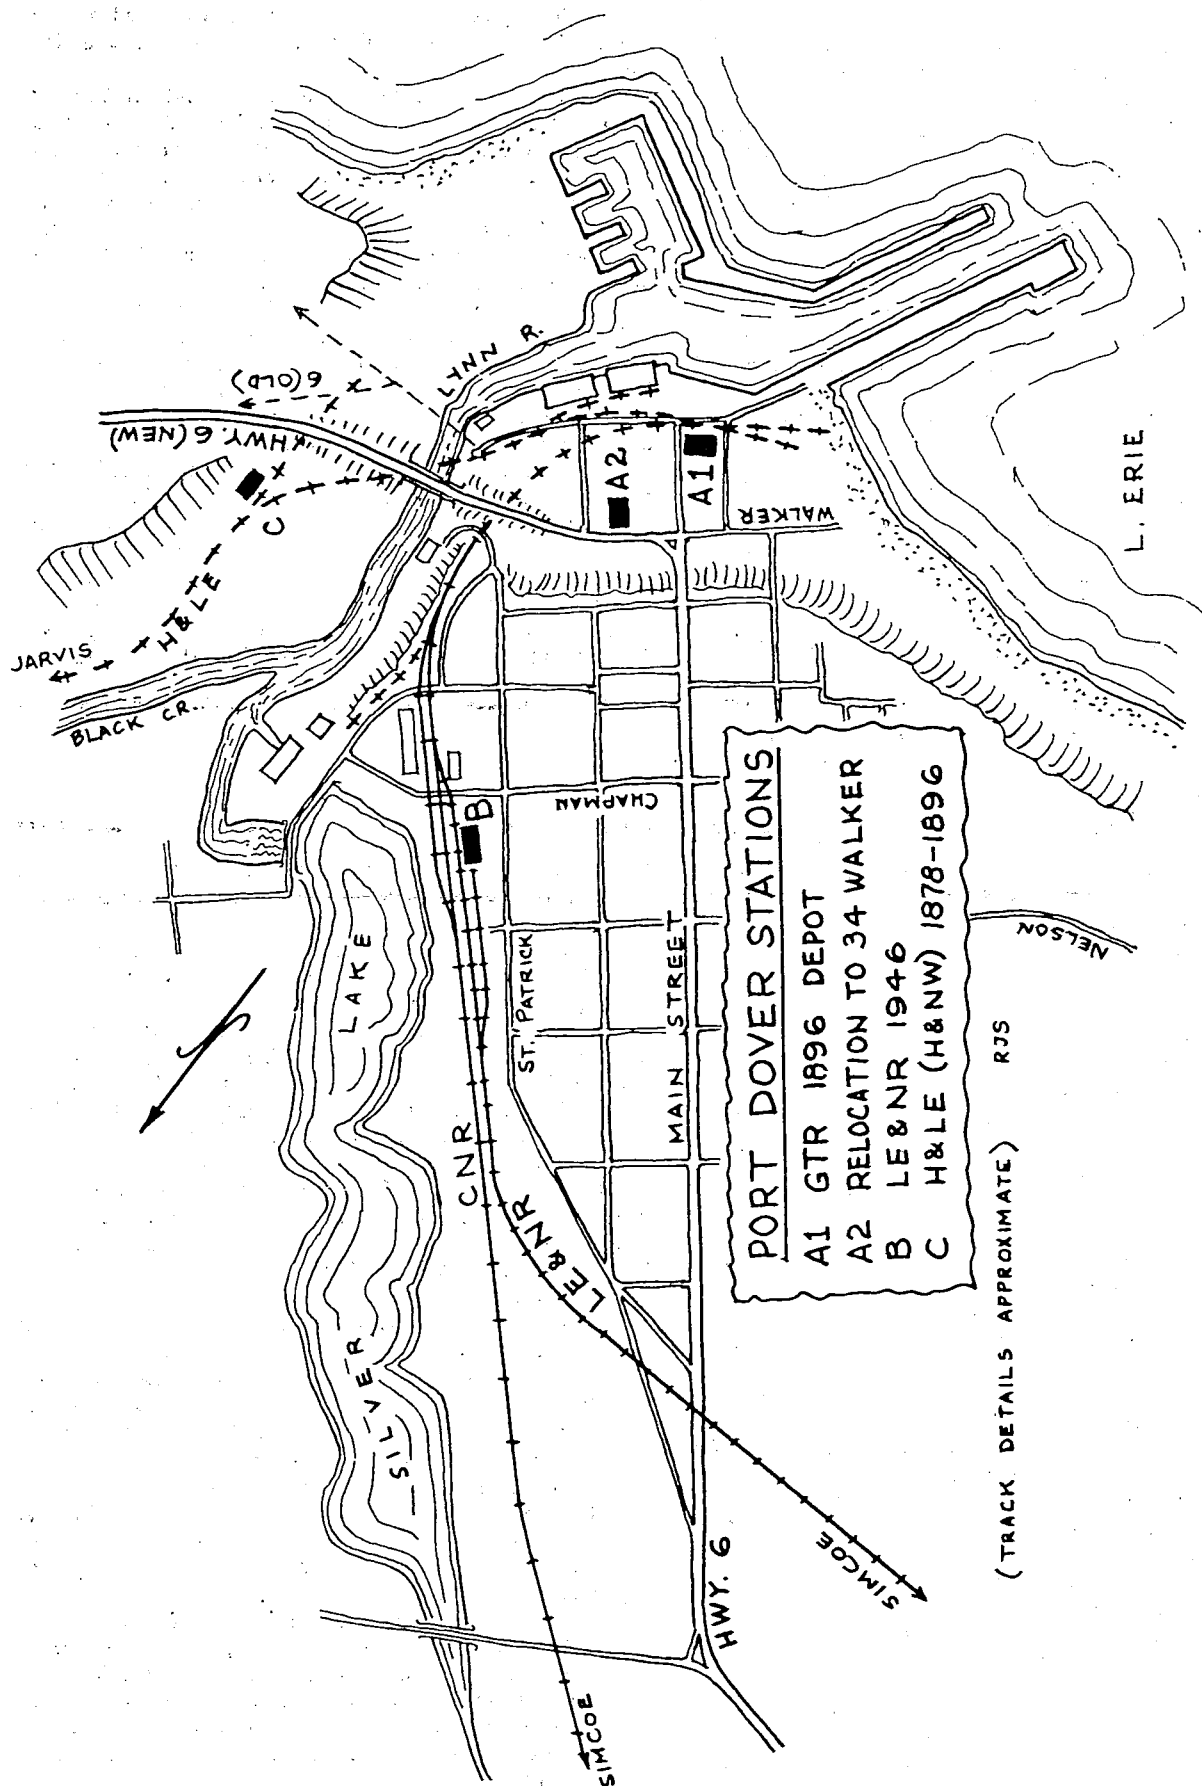 PORT DOVER STATIONS
A1 GTR 1896 DEPOT
A2 RELOCATION TO 34 WALKER
B LE&NR 1946
C H&LE (H&NW) 1878-1896
(TRACK DETAILS APPROXIMATE) RJS
JARVIS
H&LE
C
BLACK CR.
HWY. 6 (NEW)
6 (OLD)
LYNN R.
A2
A1
WALKER
L. ERIE
B
CHAPMAN
ST. PATRICK
MAIN STREET
NELSON
SILVER LAKE
CNR
LE&NR
SIMCOE
SIMCOE
HWY. 6